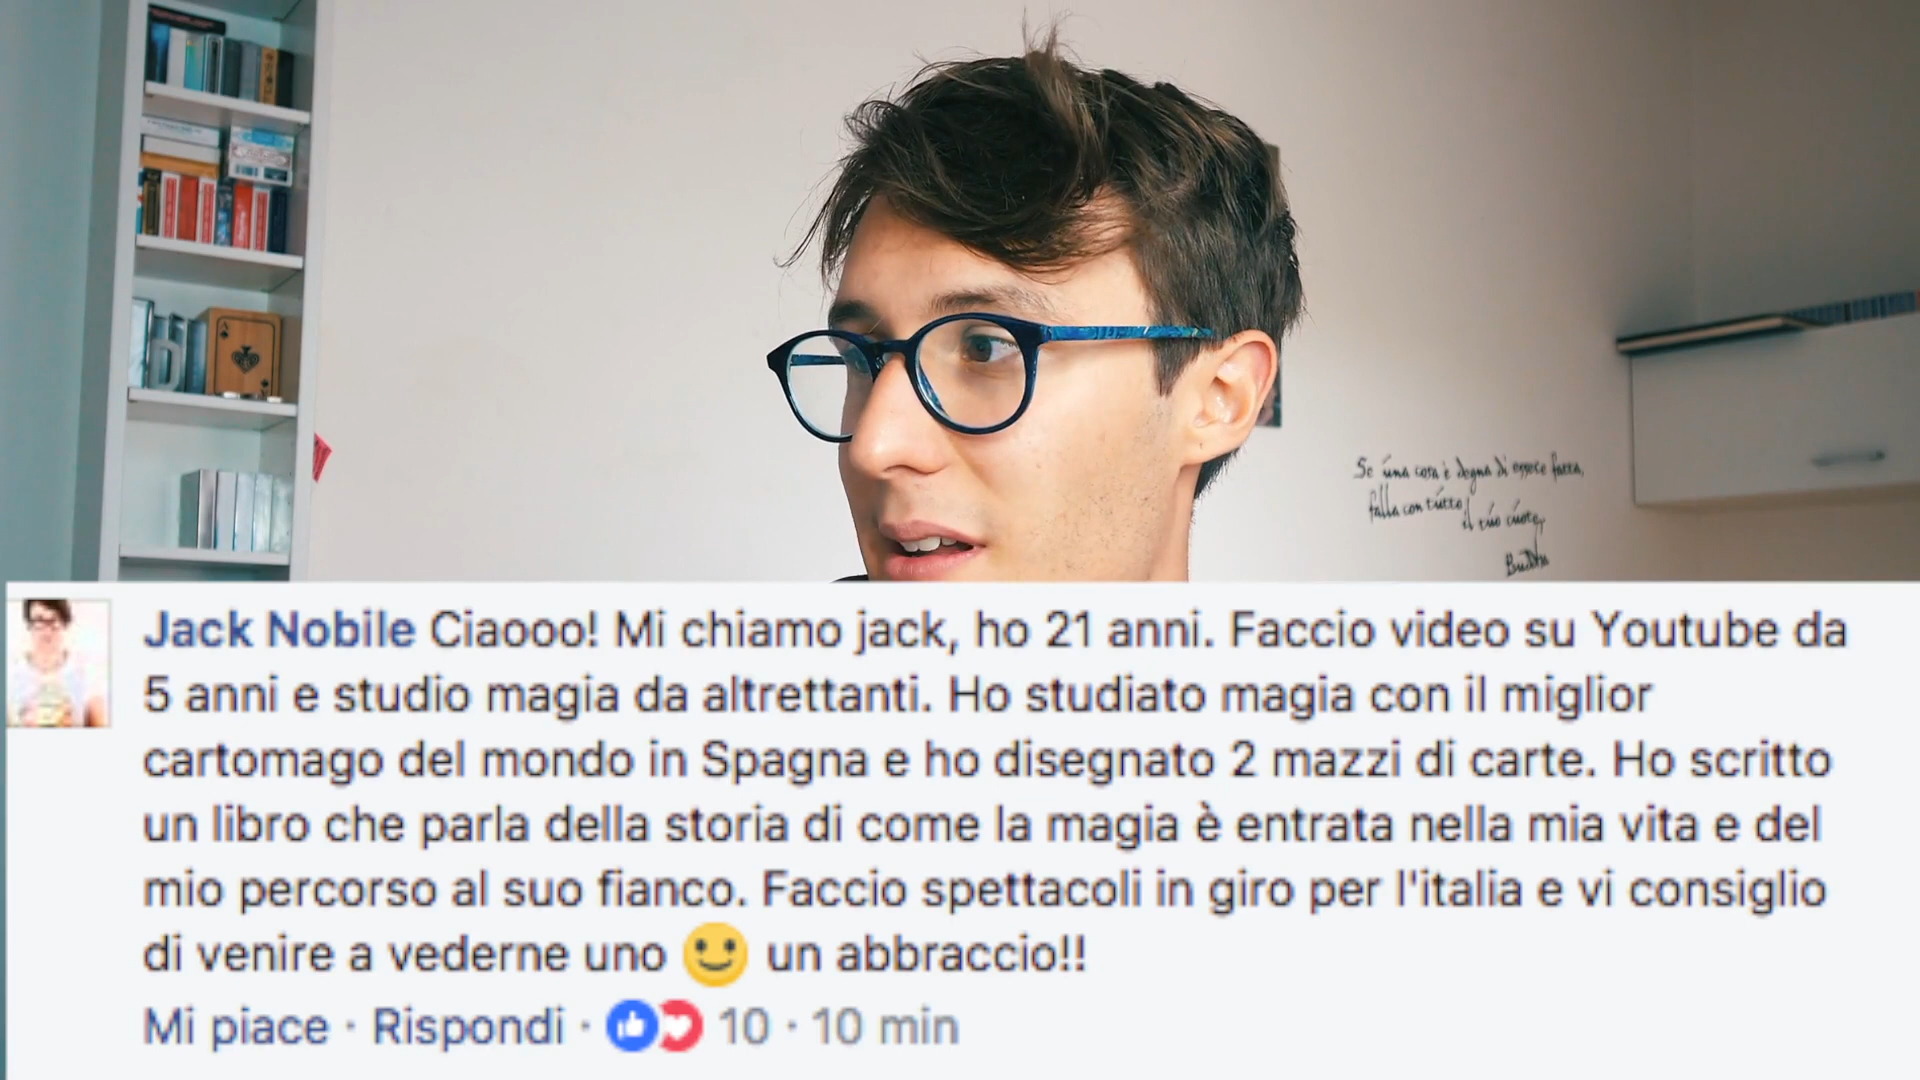 Se una cosa è degna di essere fatta,
falla con tutto
il tuo cuore,
Buddha
Jack Nobile Ciaooo! Mi chiamo jack, ho 21 anni. Faccio video su Youtube da
5 anni e studio magia da altrettanti. Ho studiato magia con il miglior
cartomago del mondo in Spagna e ho disegnato 2 mazzi di carte. Ho scritto
un libro che parla della storia di come la magia è entrata nella mia vita e del
mio percorso al suo fianco. Faccio spettacoli in giro per l'italia e vi consiglio
di venire a vederne uno 🙂 un abbraccio!!
Mi piace · Rispondi · 10 · 10 min